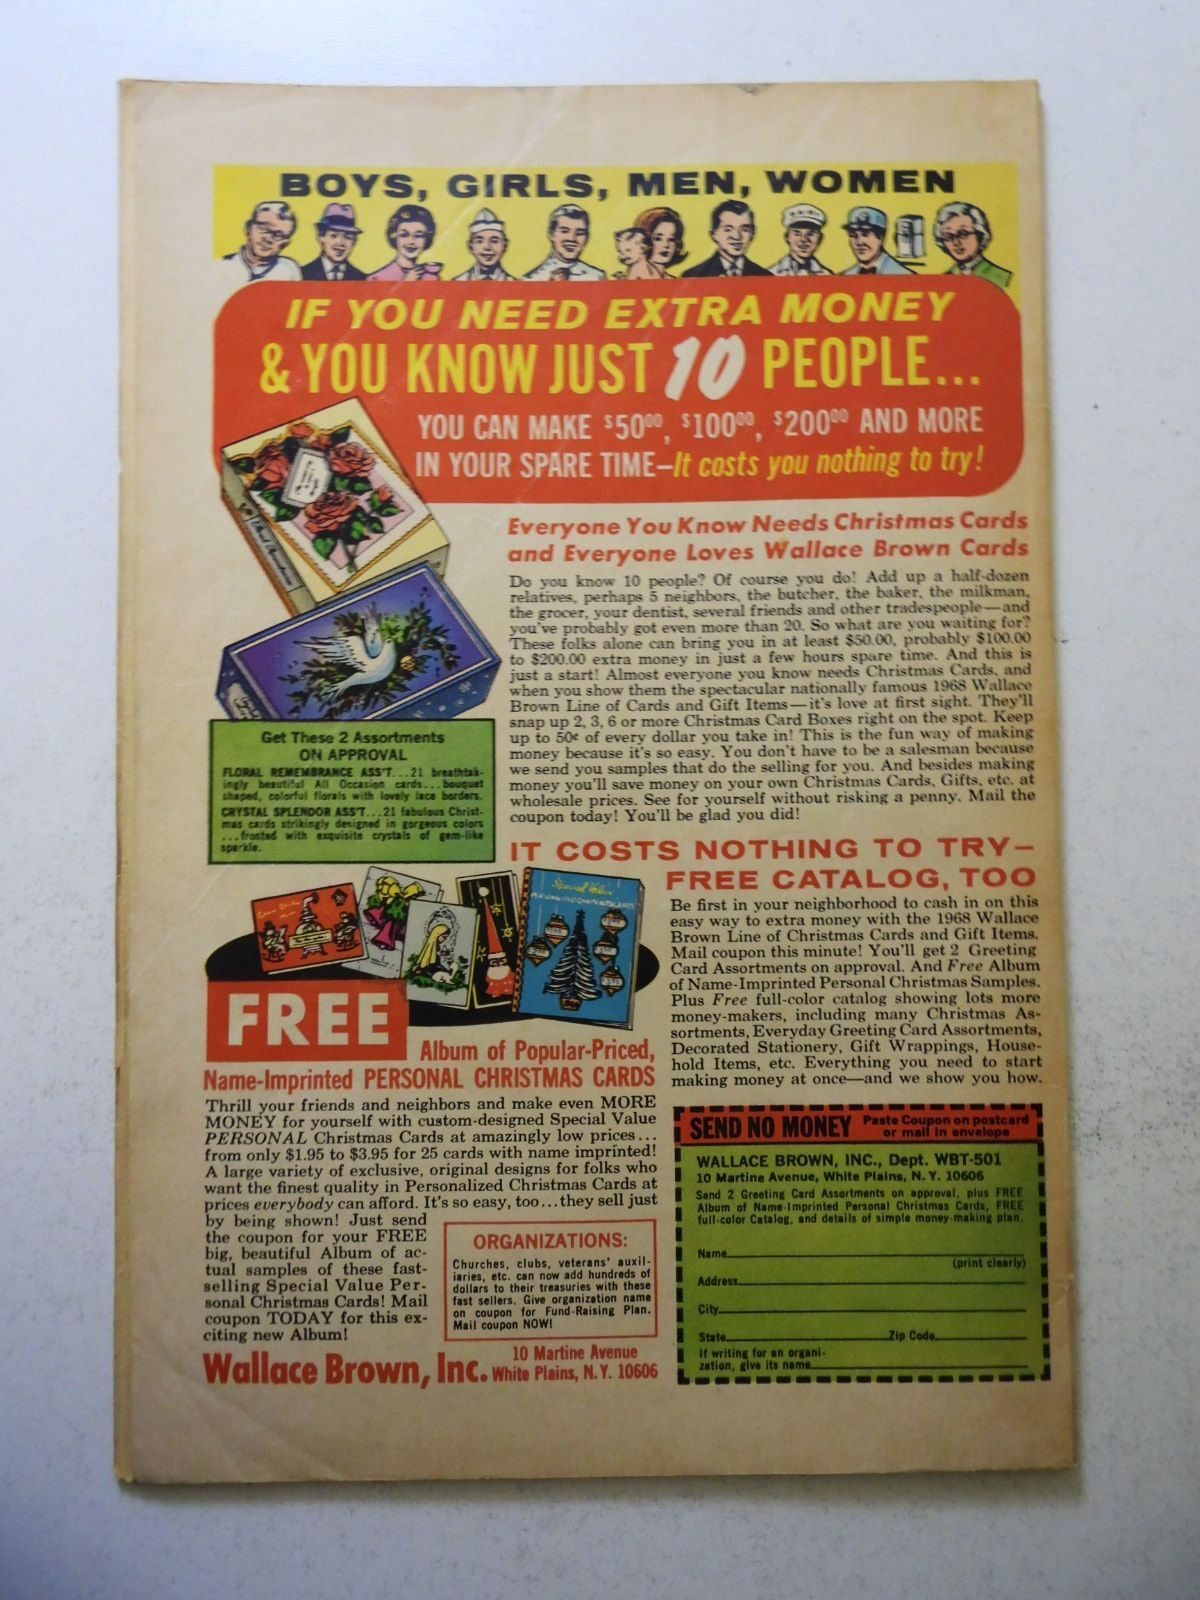 BOYS, GIRLS, MEN, WOMEN
IF YOU NEED EXTRA MONEY
& YOU KNOW JUST 10 PEOPLE...
YOU CAN MAKE $50⁰⁰, $100⁰⁰, $200⁰⁰ AND MORE
IN YOUR SPARE TIME—It costs you nothing to try!
Everyone You Know Needs Christmas Cards
and Everyone Loves Wallace Brown Cards
Do you know 10 people? Of course you do! Add up a half-dozen
relatives, perhaps 5 neighbors, the butcher, the baker, the milkman,
the grocer, your dentist, several friends and other tradespeople—and
you've probably got even more than 20. So what are you waiting for?
These folks alone can bring you in at least $50.00, probably $100.00
to $200.00 extra money in just a few hours spare time. And this is
just a start! Almost everyone you know needs Christmas Cards, and
when you show them the spectacular nationally famous 1968 Wallace
Brown Line of Cards and Gift Items—it's love at first sight. They'll
snap up 2, 3, 6 or more Christmas Card Boxes right on the spot. Keep
up to 50¢ of every dollar you take in! This is the fun way of making
money because it's so easy. You don't have to be a salesman because
we send you samples that do the selling for you. And besides making
money you'll save money on your own Christmas Cards, Gifts, etc. at
wholesale prices. See for yourself without risking a penny. Mail the
coupon today! You'll be glad you did!
Get These 2 Assortments
ON APPROVAL
FLORAL REMEMBRANCE ASS'T...21 breathtak-
ingly beautiful All Occasion cards...bouquet
shaped, colorful florals with lovely lace borders.
CRYSTAL SPLENDOR ASS'T...21 fabulous Christ-
mas cards strikingly designed in gorgeous colors
...frosted with exquisite crystals of gem-like
sparkle.
IT COSTS NOTHING TO TRY—
FREE CATALOG, TOO
Be first in your neighborhood to cash in on this
easy way to extra money with the 1968 Wallace
Brown Line of Christmas Cards and Gift Items.
Mail coupon this minute! You'll get 2 Greeting
Card Assortments on approval. And Free Album
of Name-Imprinted Personal Christmas Samples.
Plus Free full-color catalog showing lots more
money-makers, including many Christmas As-
sortments, Everyday Greeting Card Assortments,
Decorated Stationery, Gift Wrappings, House-
hold Items, etc. Everything you need to start
making money at once—and we show you how.
Special Value
PERSONALIZED CHRISTMAS CARDS
FREE
Album of Popular-Priced,
Name-Imprinted PERSONAL CHRISTMAS CARDS
Thrill your friends and neighbors and make even MORE
MONEY for yourself with custom-designed Special Value
PERSONAL Christmas Cards at amazingly low prices...
from only $1.95 to $3.95 for 25 cards with name imprinted!
A large variety of exclusive, original designs for folks who
want the finest quality in Personalized Christmas Cards at
prices everybody can afford. It's so easy, too...they sell just
by being shown! Just send
the coupon for your FREE
big, beautiful Album of ac-
tual samples of these fast-
selling Special Value Per-
sonal Christmas Cards! Mail
coupon TODAY for this ex-
citing new Album!
ORGANIZATIONS:
Churches, clubs, veterans' auxil-
iaries, etc. can now add hundreds of
dollars to their treasuries with these
fast sellers. Give organization name
on coupon for Fund-Raising Plan.
Mail coupon NOW!
Wallace Brown, Inc. 10 Martine Avenue
White Plains, N.Y. 10606
SEND NO MONEY Paste Coupon on postcard
or mail in envelope
WALLACE BROWN, INC., Dept. WBT-501
10 Martine Avenue, White Plains, N. Y. 10606
Send 2 Greeting Card Assortments on approval, plus FREE
Album of Name-Imprinted Personal Christmas Cards, FREE
full-color Catalog, and details of simple money-making plan.
Name
(print clearly)
Address
City
State Zip Code
If writing for an organi-
zation, give its name